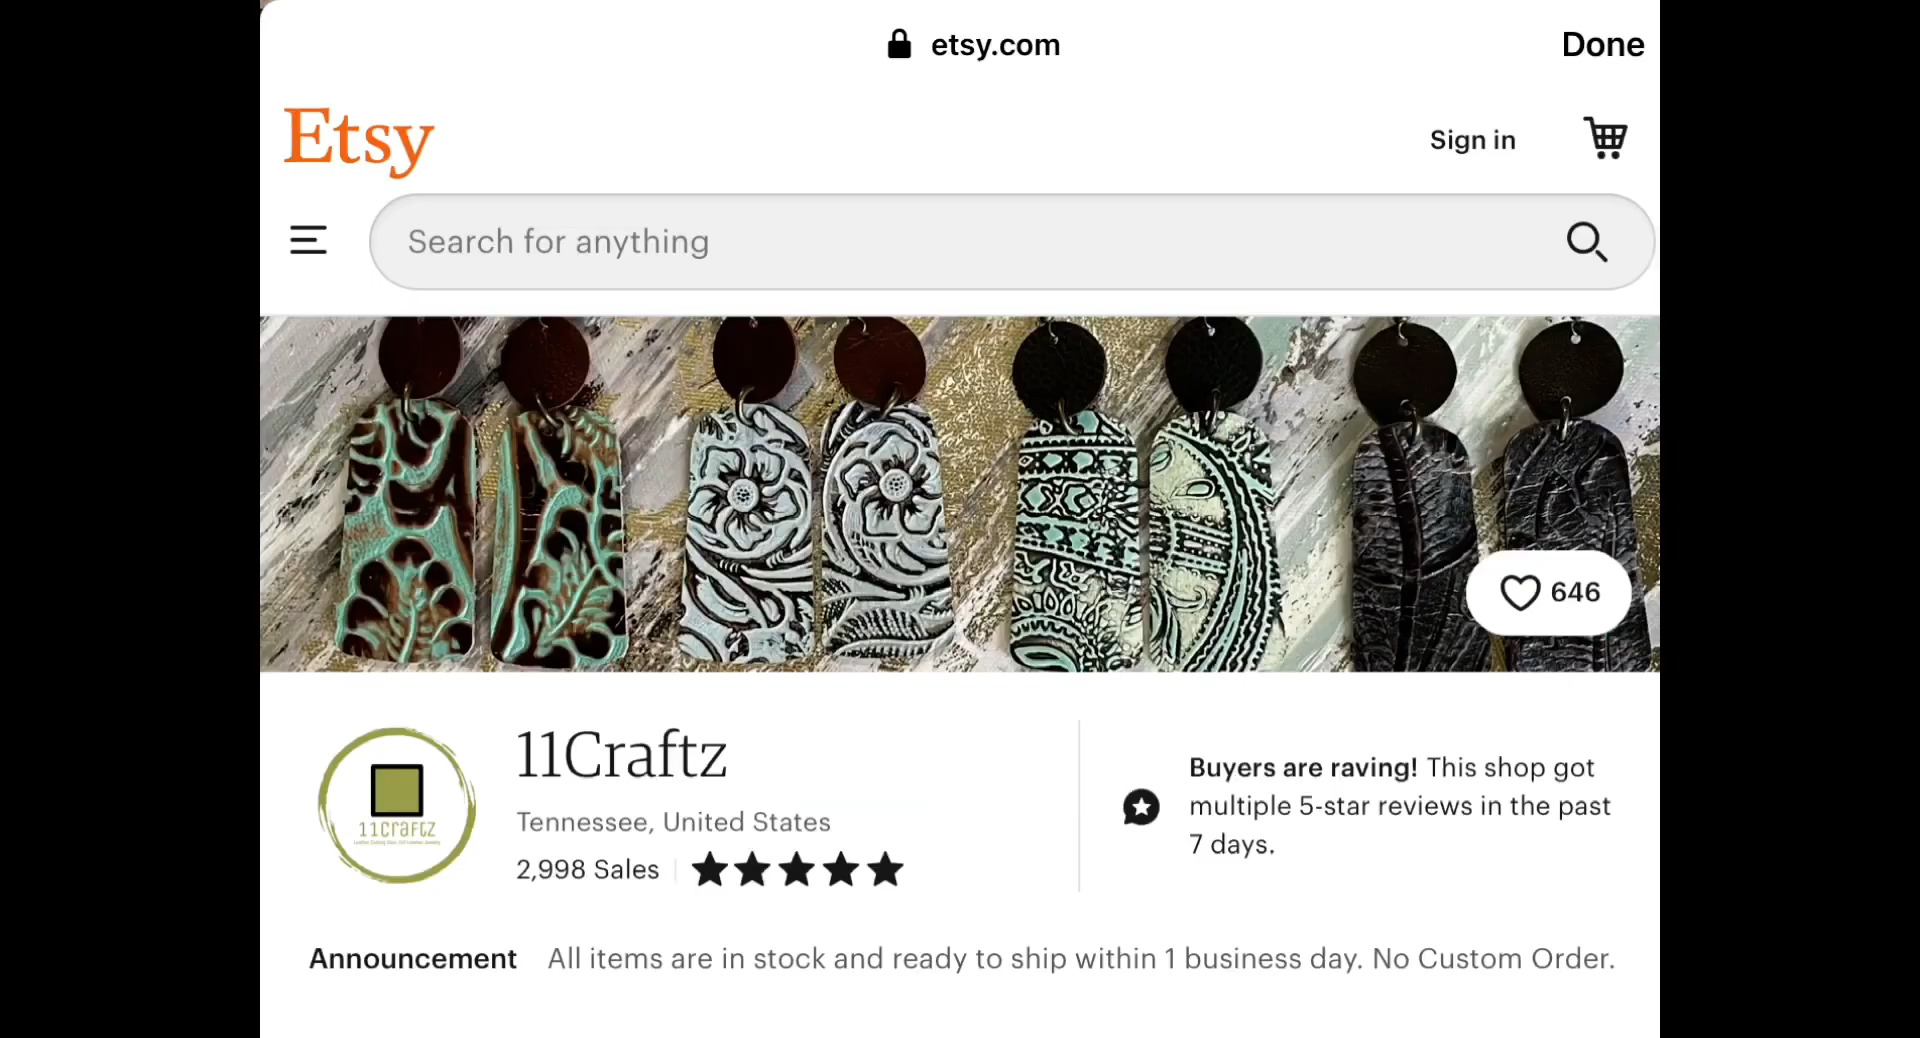 etsy.com
Done
Etsy
Sign in
Search for anything
646
11Craftz
Tennessee, United States
2,998 Sales
11craftz
Buyers are raving! This shop got
multiple 5-star reviews in the past
7 days.
Announcement All items are in stock and ready to ship within 1 business day. No Custom Order.